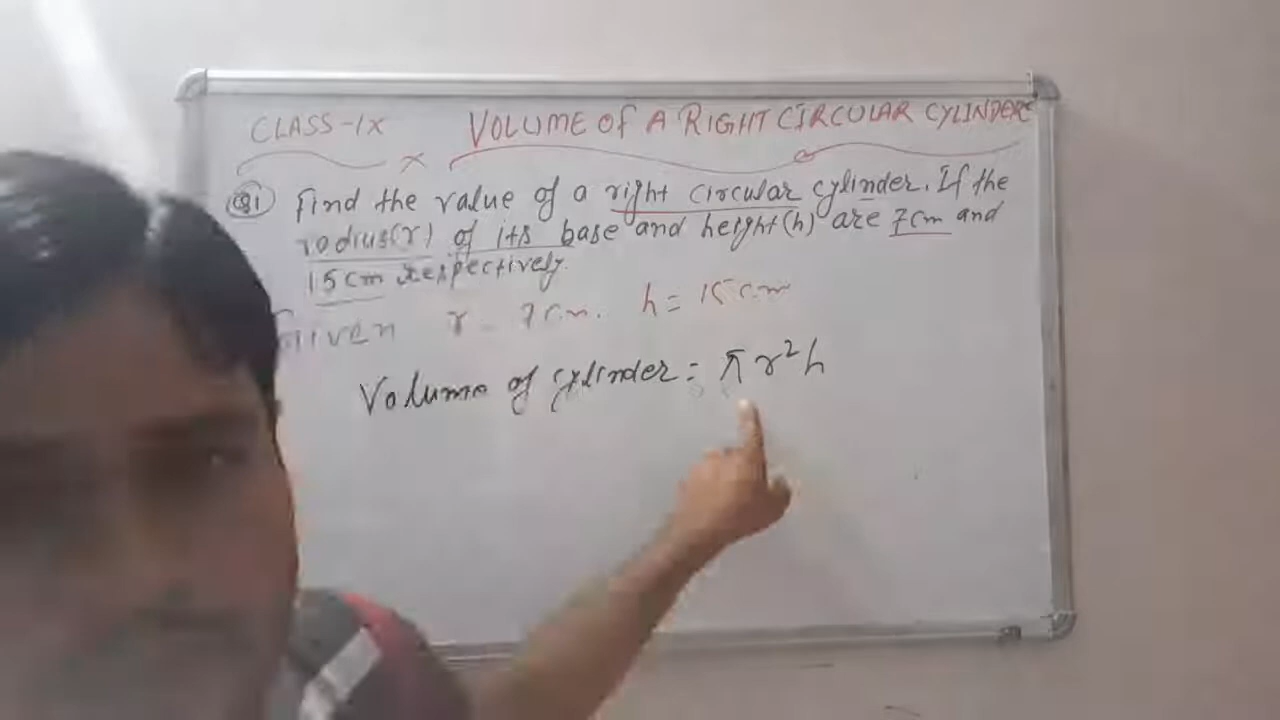 CLASS-IX VOLUME OF A RIGHT CIRCULAR CYLINDER
Q1 Find the value of a right circular cylinder. If the
radius(r) of its base and height(h) are 7cm and
15cm respectively.
Given r = 7cm. h = 15cm
Volume of cylinder = πr²h